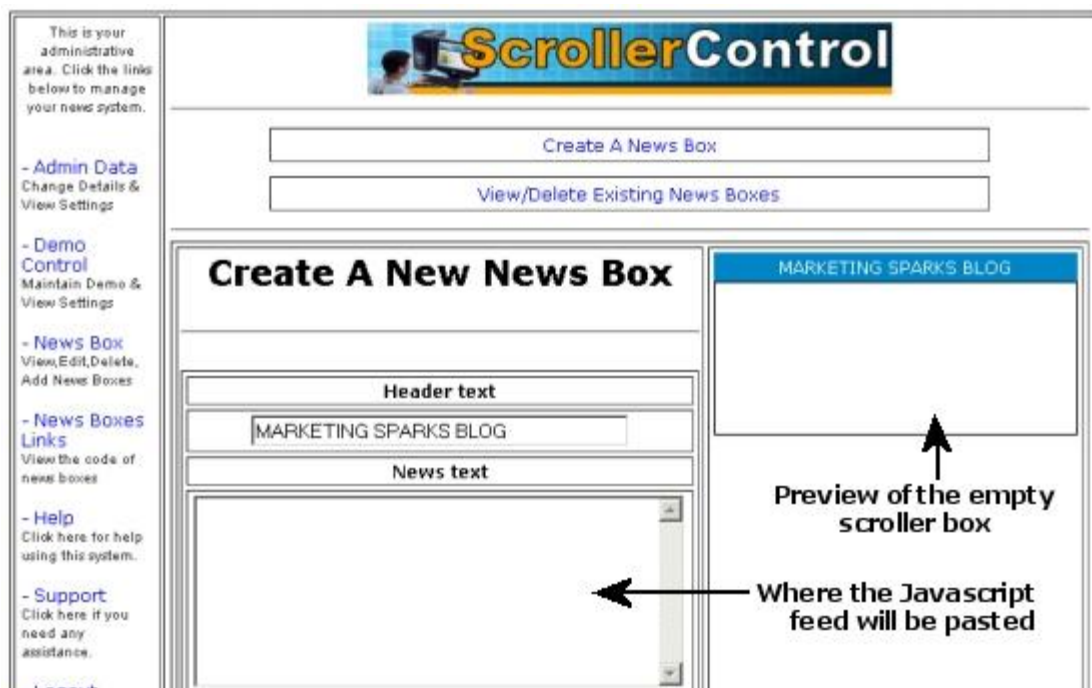 This is your
administrative
area. Click the links
below to manage
your news system.
- Admin Data
Change Details &
View Settings
- Demo
Control
Maintain Demo &
View Settings
- News Box
View,Edit,Delete,
Add News Boxes
- News Boxes
Links
View the code of
news boxes
- Help
Click here for help
using this system.
- Support
Click here if you
need any
assistance.
- Logout
ScrollerControl
Create A News Box
View/Delete Existing News Boxes
Create A New News Box
Header text
MARKETING SPARKS BLOG
News text
MARKETING SPARKS BLOG
Preview of the empty
scroller box
Where the Javascript
feed will be pasted